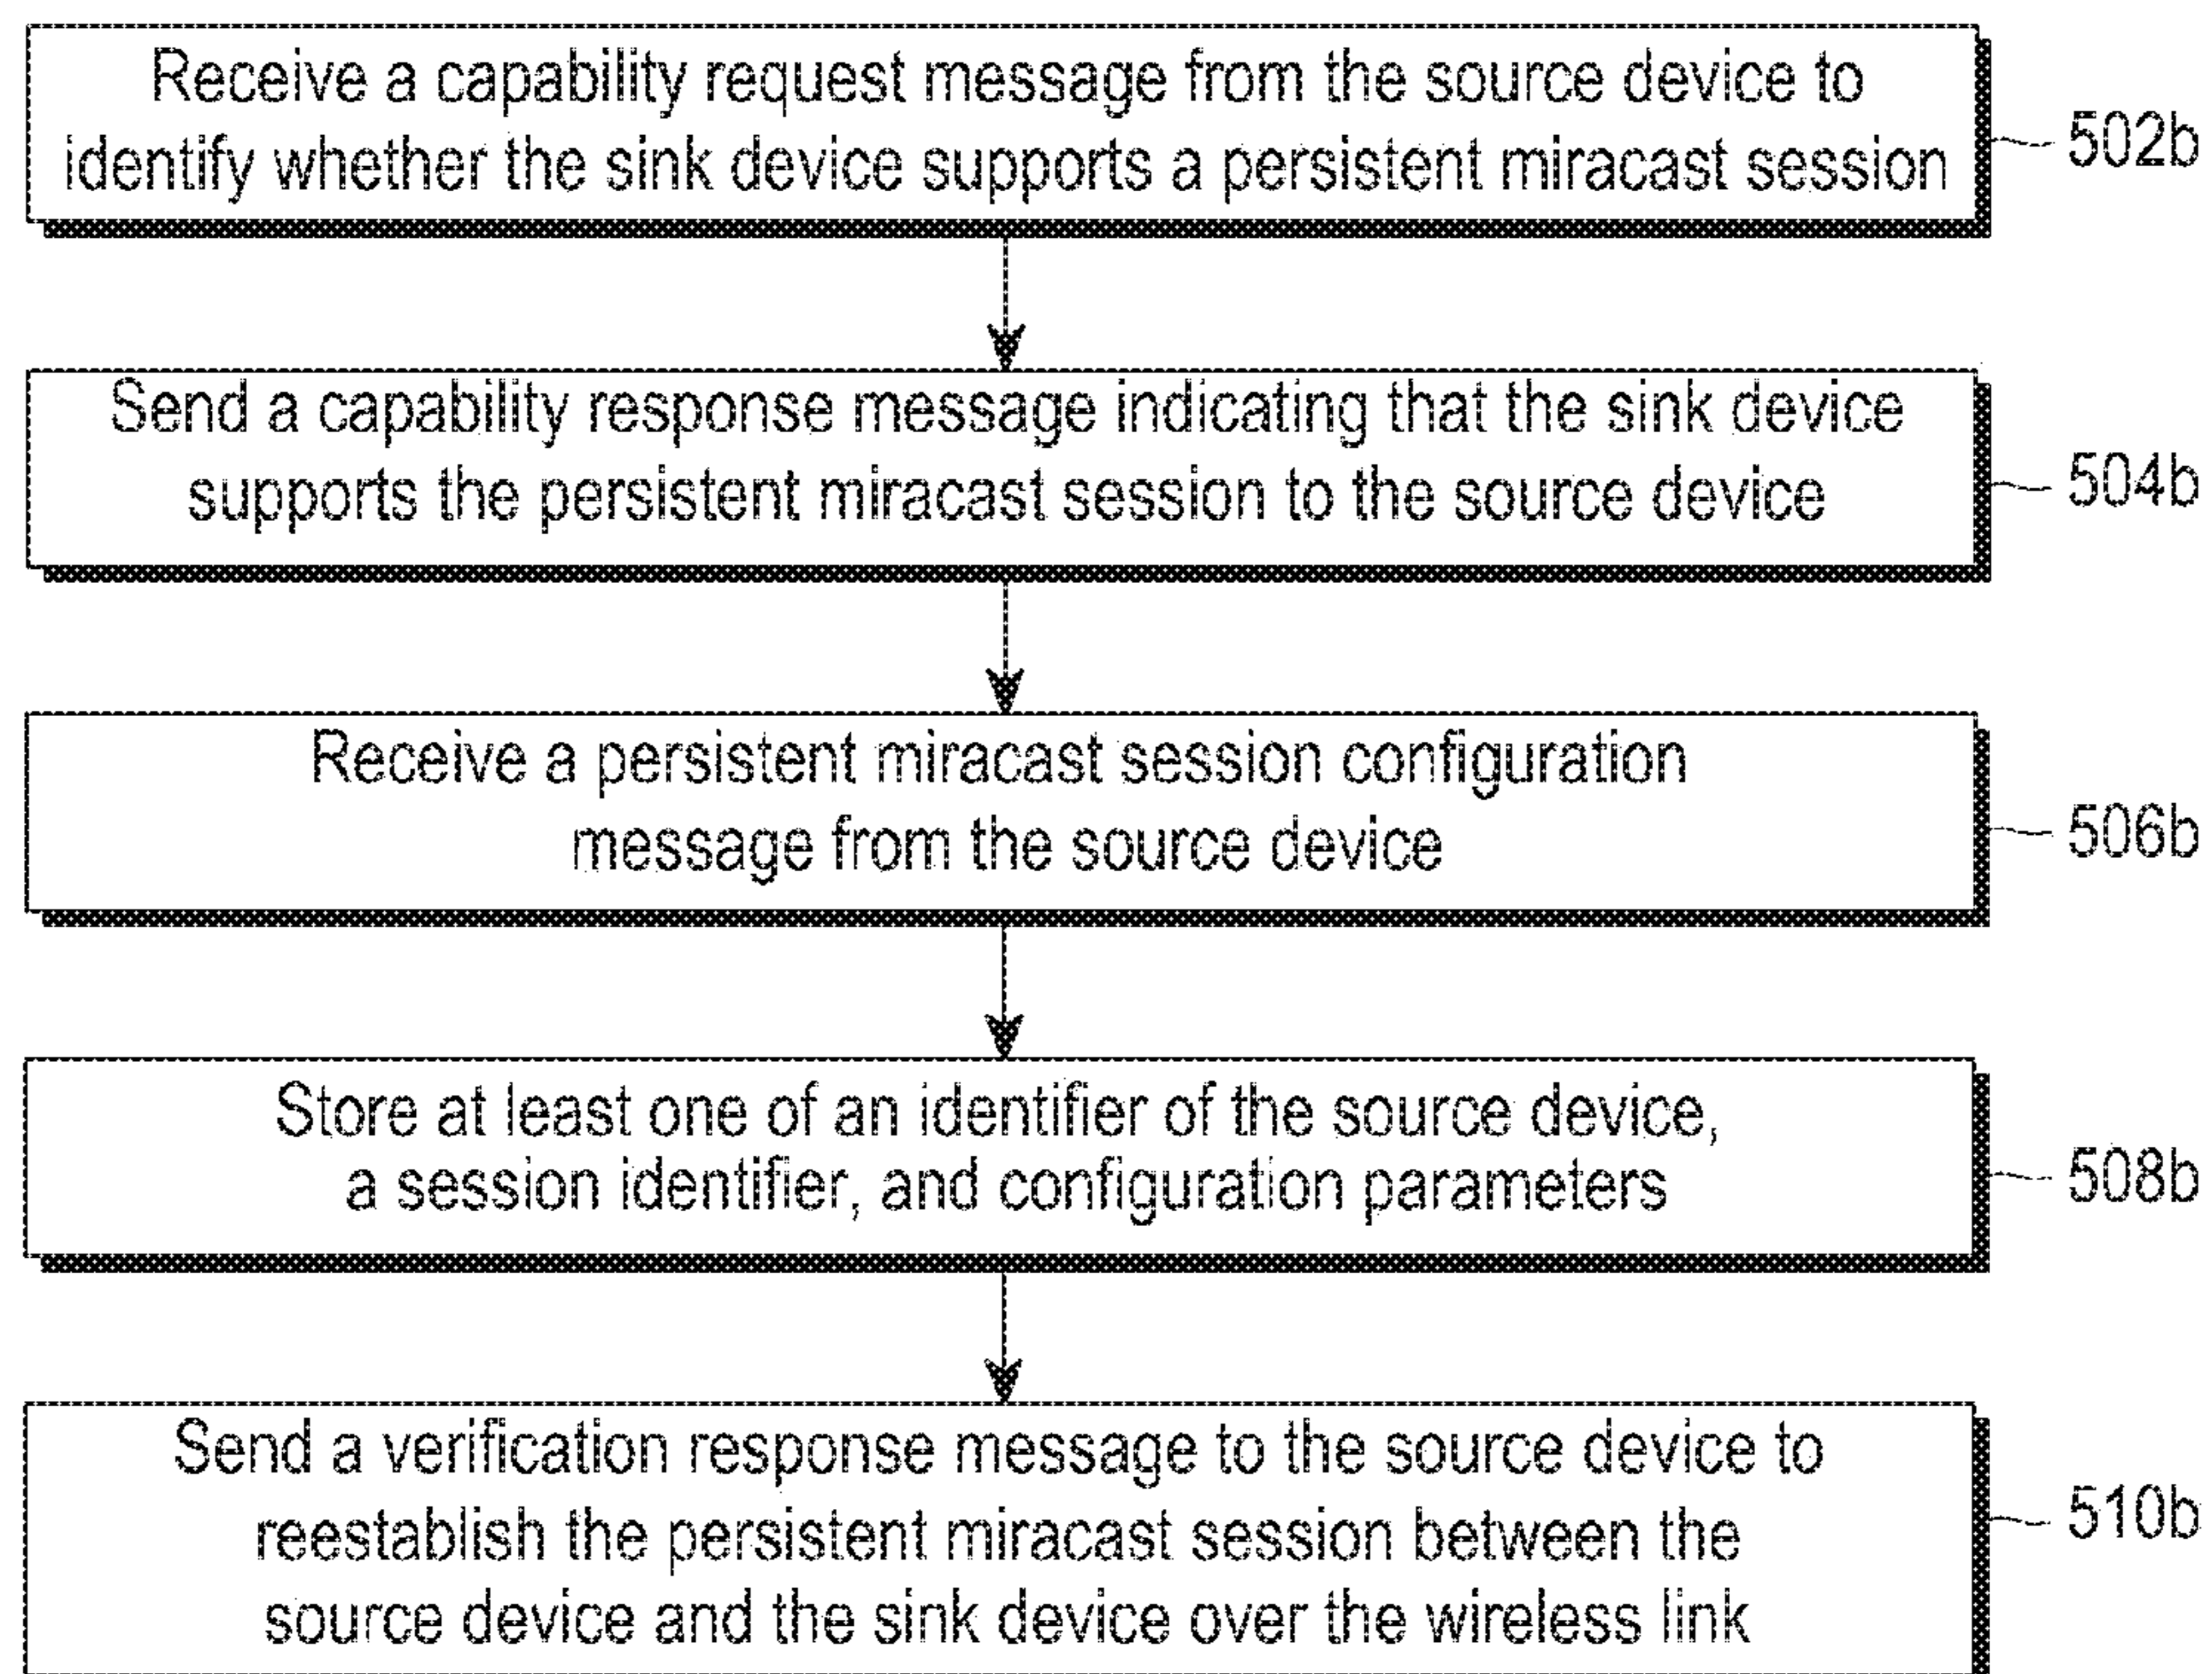 Receive a capability request message from the source device to
identify whether the sink device supports a persistent miracast session
502b
Send a capability response message indicating that the sink device
supports the persistent miracast session to the source device
504b
Receive a persistent miracast session configuration
message from the source device
506b
Store at least one of an identifier of the source device,
a session identifier, and configuration parameters
508b
Send a verification response message to the source device to
reestablish the persistent miracast session between the
source device and the sink device over the wireless link
510b